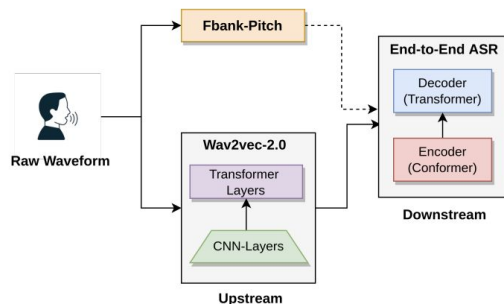 Fbank-Pitch
End-to-End ASR
Decoder
(Transformer)
Encoder
(Conformer)
Downstream
Raw Waveform
Wav2vec-2.0
Transformer
Layers
CNN-Layers
Upstream